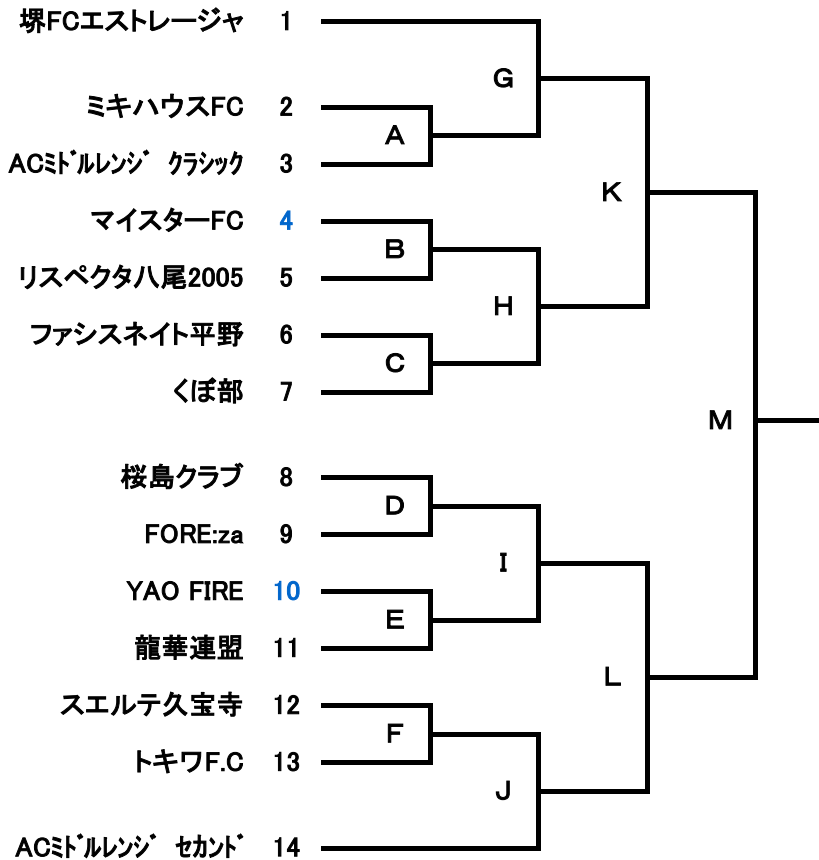 堺FCエストレージャ 1
G
ミキハウスFC 2
A
ACﾐﾄﾞﾙﾚﾝｼﾞ ｸﾗｼｯｸ 3
K
マイスターFC 4
B
リスペクタ八尾2005 5
H
ファシスネイト平野 6
C
くぼ部 7
M
桜島クラブ 8
D
FORE:za 9
I
YAO FIRE 10
E
龍華連盟 11
L
スエルテ久宝寺 12
F
トキワF.C 13
J
ACﾐﾄﾞﾙﾚﾝｼﾞ ｾｶﾝﾄﾞ 14